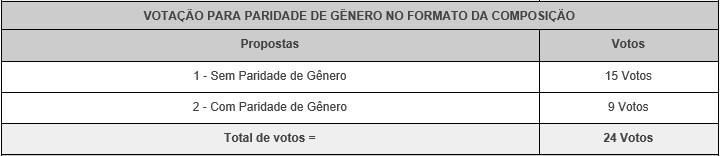 VOTAÇÃO PARA PARIDADE DE GÊNERO NO FORMATO DA COMPOSIÇÃO
Propostas Votos
1 - Sem Paridade de Gênero 15 Votos
2 - Com Paridade de Gênero 9 Votos
Total de votos = 24 Votos